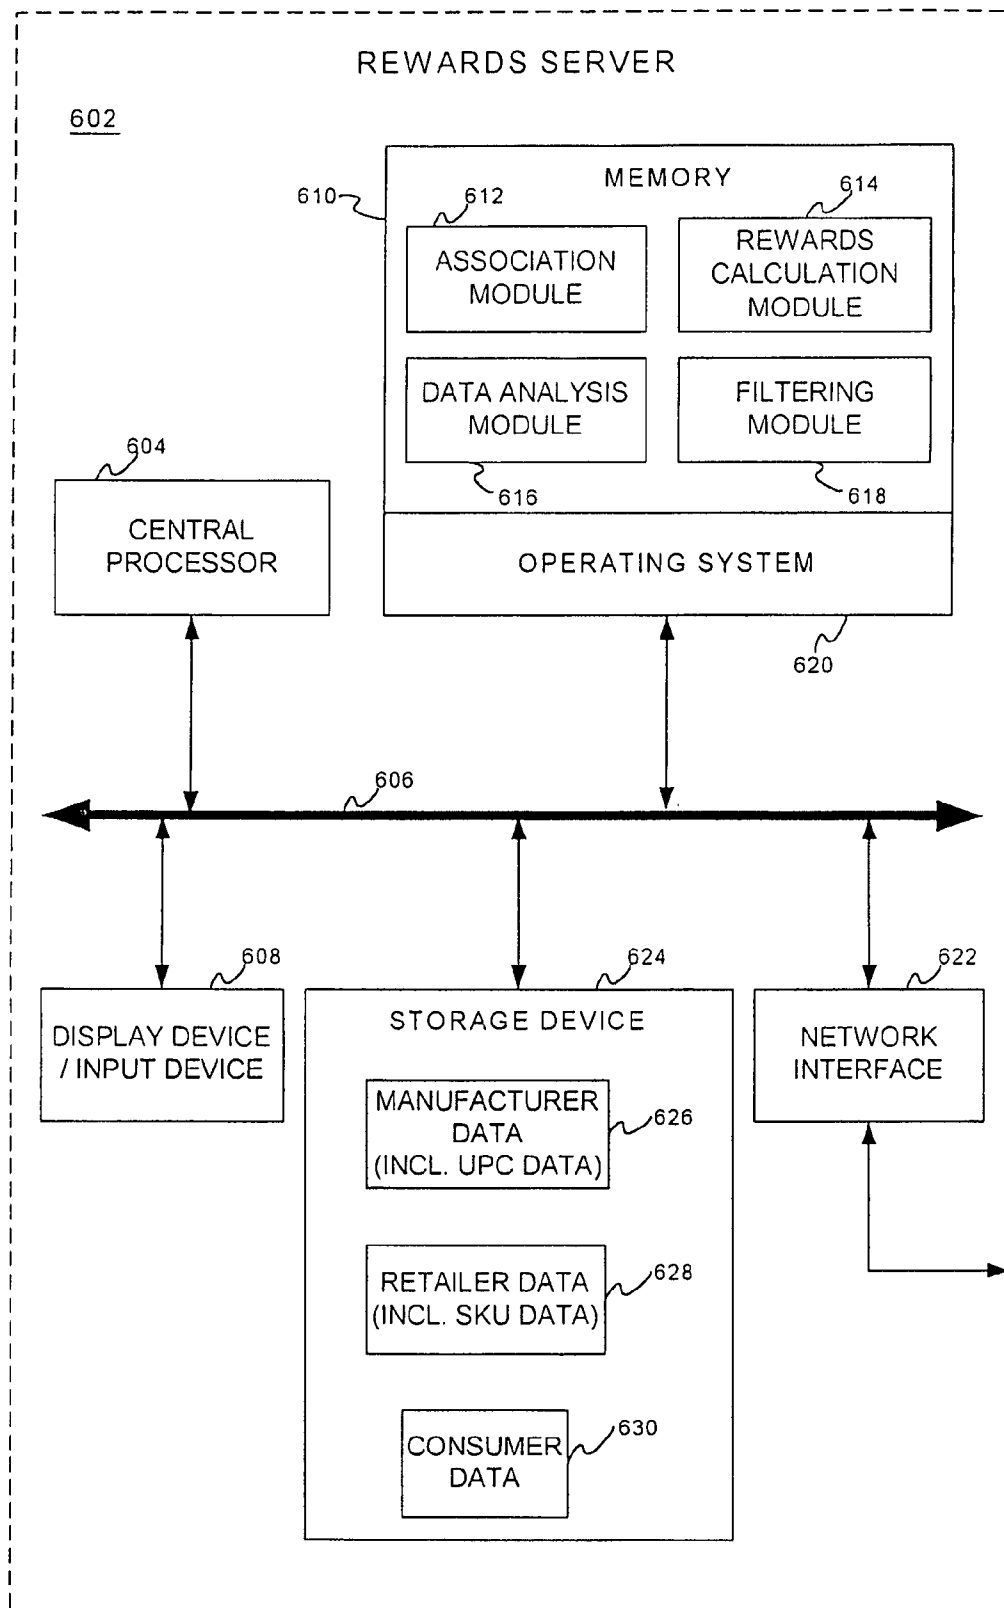 REWARDS SERVER
602
MEMORY
610
612
614
ASSOCIATION
MODULE
REWARDS
CALCULATION
MODULE
DATA ANALYSIS
MODULE
FILTERING
MODULE
616
618
604
CENTRAL
PROCESSOR
OPERATING SYSTEM
620
606
608
DISPLAY DEVICE
/ INPUT DEVICE
624
STORAGE DEVICE
MANUFACTURER
DATA
(INCL. UPC DATA)
626
RETAILER DATA
(INCL. SKU DATA)
628
CONSUMER
DATA
630
622
NETWORK
INTERFACE